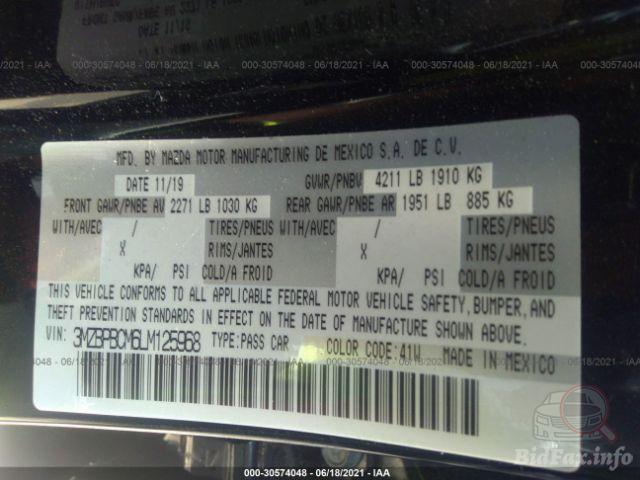 000-30574048 - 06/18/2021 - IAA
MFD. BY MAZDA MOTOR MANUFACTURING DE MEXICO S.A. DE C.V.
DATE 11/19 GVWR/PNBV 4211 LB 1910 KG
FRONT GAWR/PNBE AV 2271 LB 1030 KG REAR GAWR/PNBE AR 1951 LB 885 KG
WITH/AVEC / TIRES/PNEUS WITH/AVEC / TIRES/PNEUS
X RIMS/JANTES X RIMS/JANTES
KPA/ PSI COLD/A FROID KPA/ PSI COLD/A FROID
THIS VEHICLE CONFORMS TO ALL APPLICABLE FEDERAL MOTOR VEHICLE SAFETY, BUMPER, AND
THEFT PREVENTION STANDARDS IN EFFECT ON THE DATE OF MANUFACTURE SHOWN ABOVE.
VIN: 3MZBPBCM6LM125968 TYPE: PASS CAR COLOR CODE: 41W MADE IN MEXICO
BidFax.info
000-30574048 - 06/18/2021 - IAA